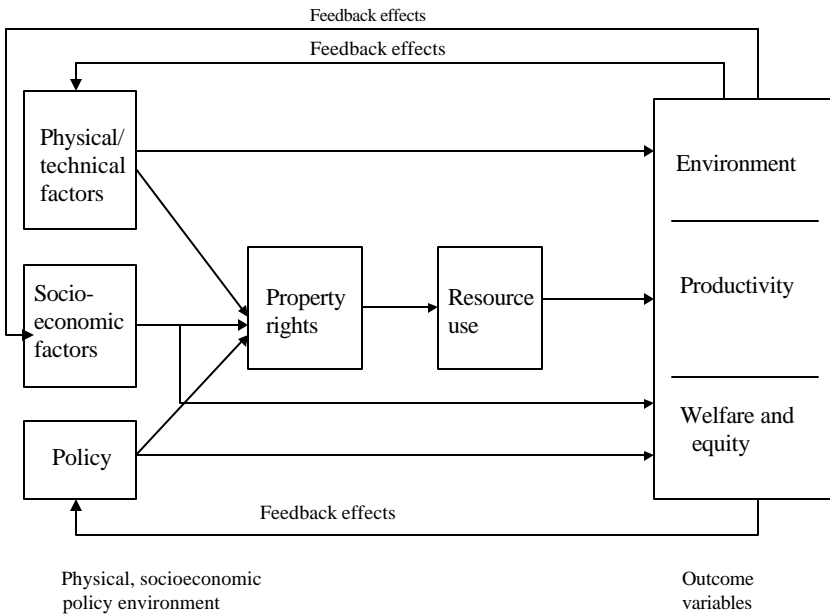 Feedback effects
Feedback effects
Physical/
technical
factors
Environment
Socio-
economic
factors
Property
rights
Resource
use
Productivity
Policy
Welfare and
equity
Feedback effects
Physical, socioeconomic
policy environment
Outcome
variables